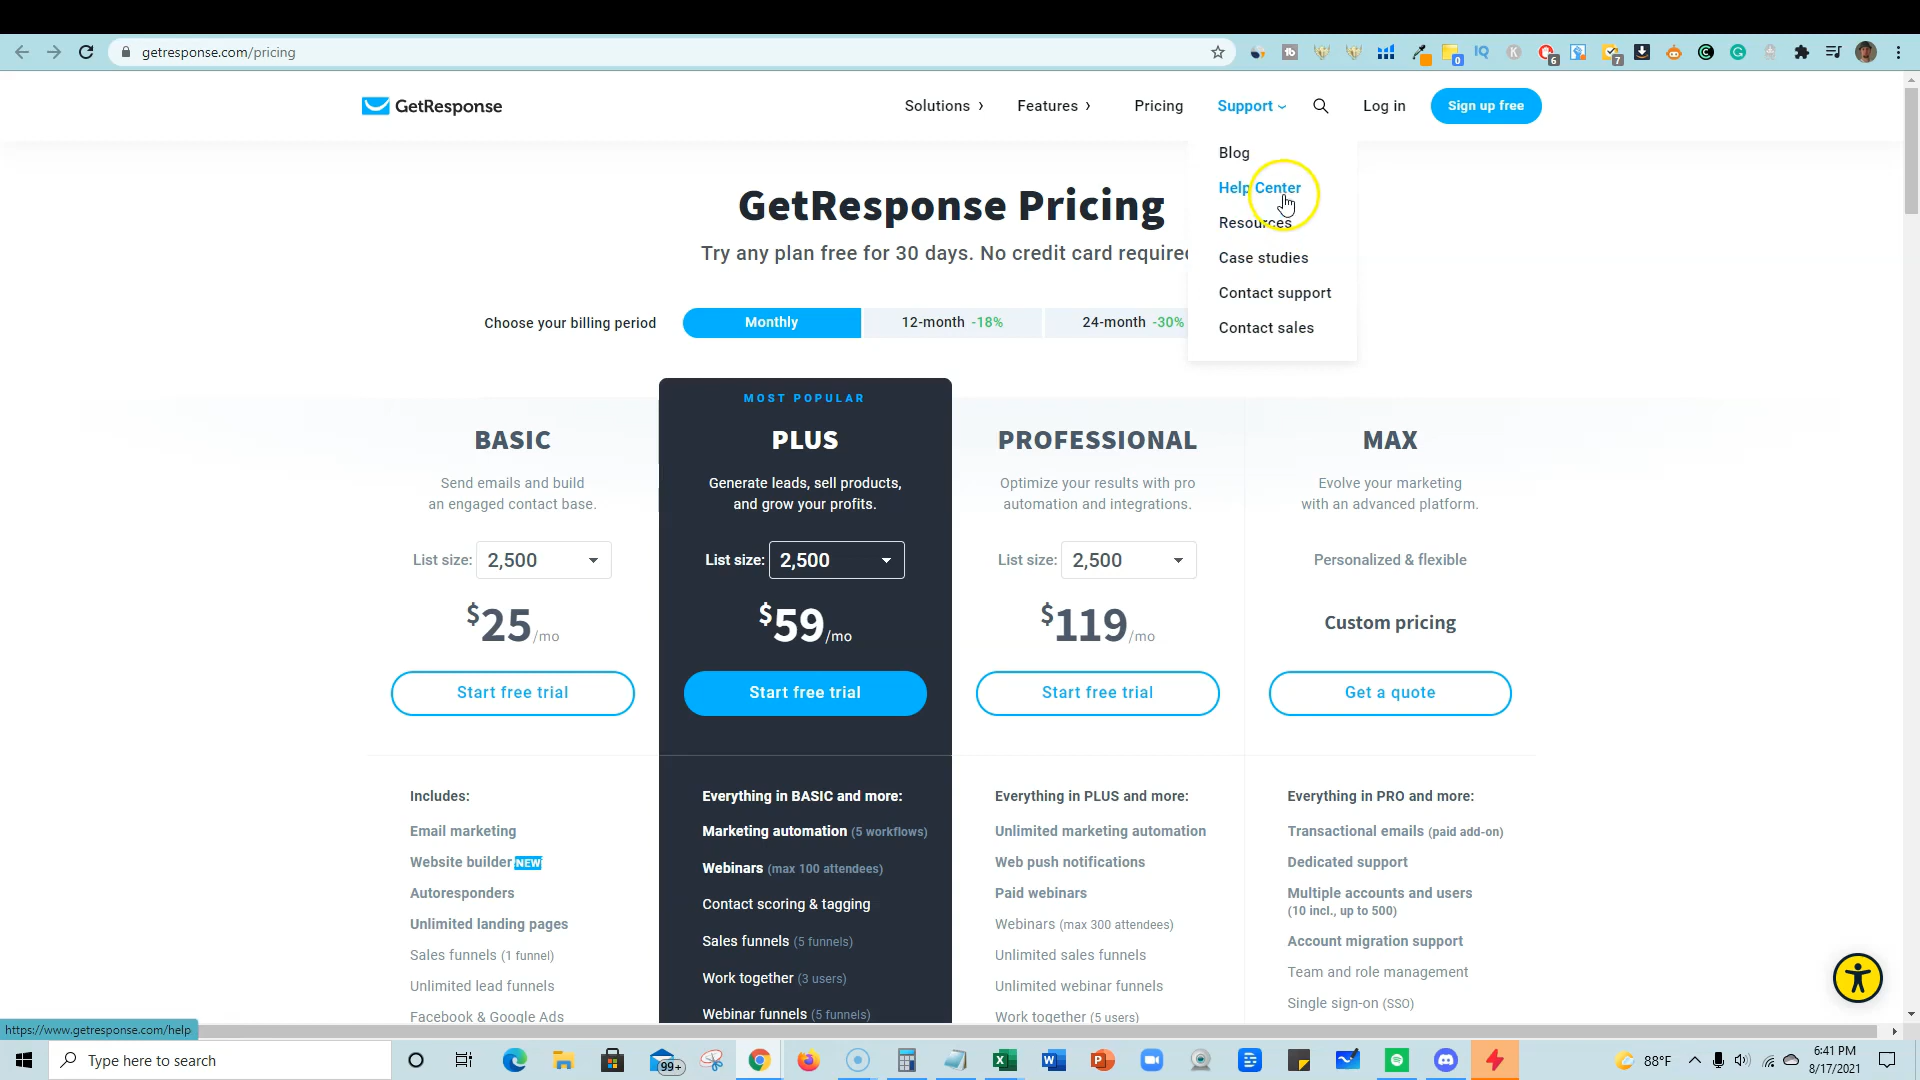 getresponse.com/pricing
0
6
7
GetResponse
Solutions
Features
Pricing
Support
Log in
Sign up free
Blog
Help Center
Resources
Case studies
Contact support
Contact sales
GetResponse Pricing
Try any plan free for 30 days. No credit card required
Choose your billing period
Monthly
12-month -18%
24-month -30%
BASIC
Send emails and build
an engaged contact base.
List size: 2,500
$25/mo
Start free trial
Includes:
Email marketing
Website builder NEW
Autoresponders
Unlimited landing pages
Sales funnels (1 funnel)
Unlimited lead funnels
Facebook & Google Ads
MOST POPULAR
PLUS
Generate leads, sell products,
and grow your profits.
List size: 2,500
$59/mo
Start free trial
Everything in BASIC and more:
Marketing automation (5 workflows)
Webinars (max 100 attendees)
Contact scoring & tagging
Sales funnels (5 funnels)
Work together (3 users)
Webinar funnels (5 funnels)
PROFESSIONAL
Optimize your results with pro
automation and integrations.
List size: 2,500
$119/mo
Start free trial
Everything in PLUS and more:
Unlimited marketing automation
Web push notifications
Paid webinars
Webinars (max 300 attendees)
Unlimited sales funnels
Unlimited webinar funnels
Work together (5 users)
MAX
Evolve your marketing
with an advanced platform.
Personalized & flexible
Custom pricing
Get a quote
Everything in PRO and more:
Transactional emails (paid add-on)
Dedicated support
Multiple accounts and users
(10 incl., up to 500)
Account migration support
Team and role management
Single sign-on (SSO)
https://www.getresponse.com/help
Type here to search
99+
88°F
6:41 PM
8/17/2021